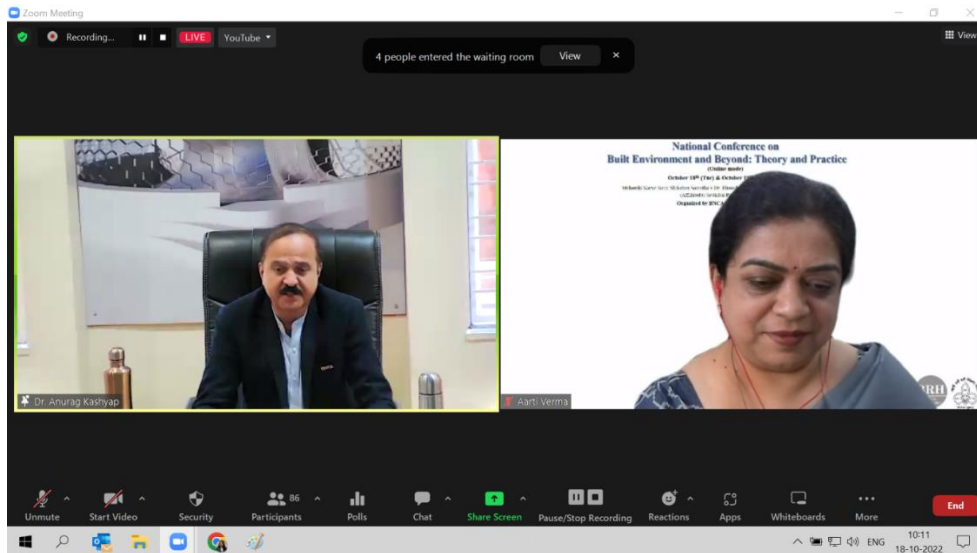 Zoom Meeting
Recording...
LIVE
YouTube
4 people entered the waiting room
View
View
National Conference on
Built Environment and Beyond: Theory and Practice
(Online mode)
October 18th (Tue) & October
Organized by BNCA
Dr. Anurag Kashyap
Aarti Verma
RH
Unmute
Start Video
Security
86
Participants
Polls
Chat
Share Screen
Pause/Stop Recording
Reactions
Apps
Whiteboards
More
End
ENG
10:11
18-10-2022